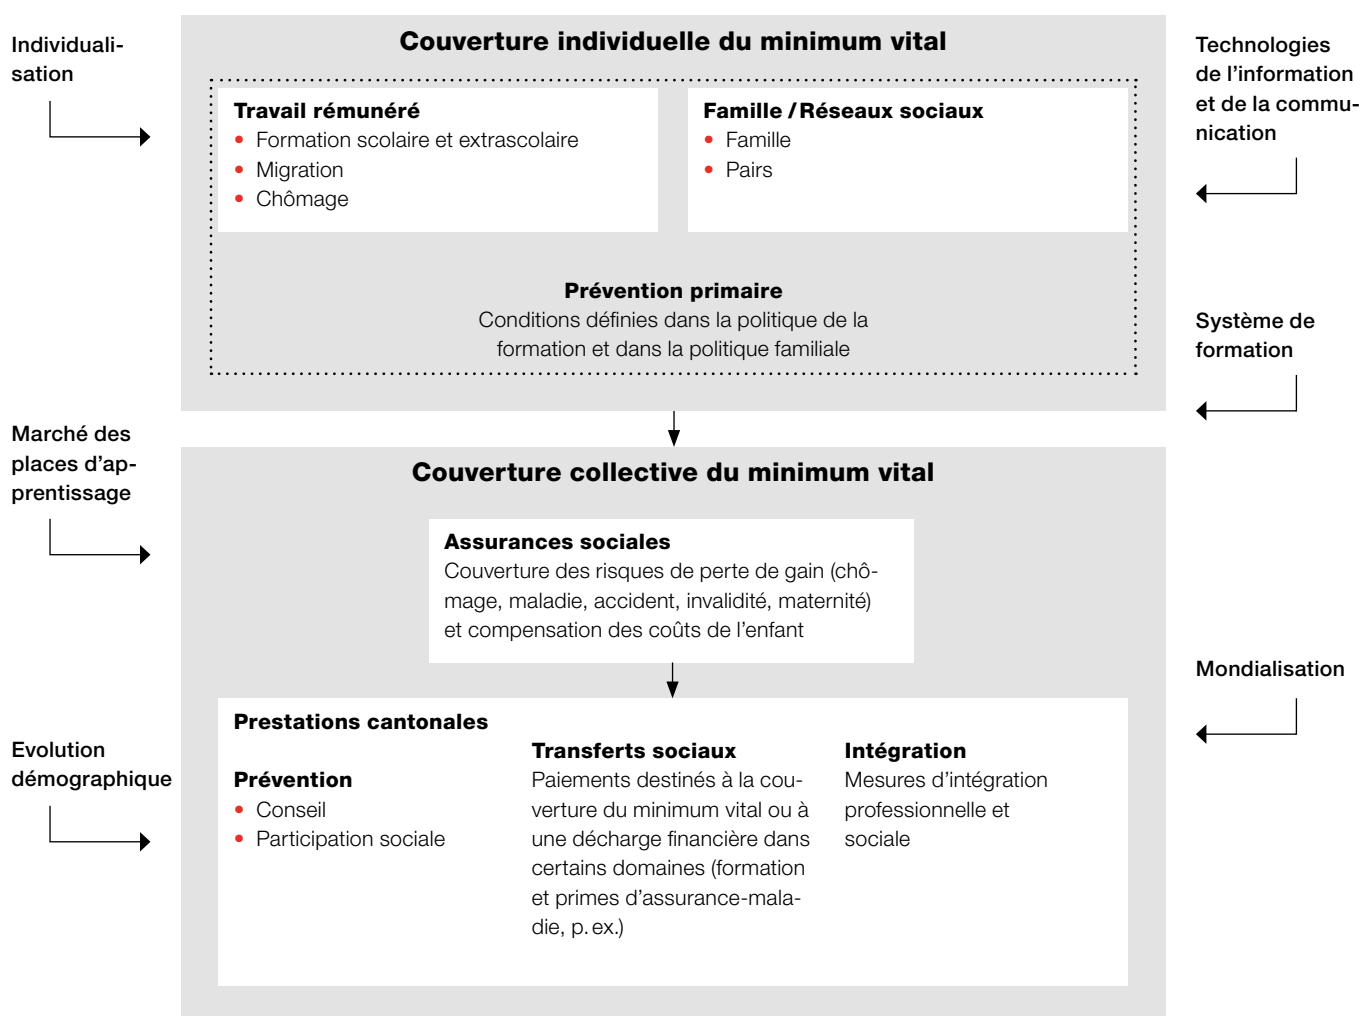 Individuali-
sation
Couverture individuelle du minimum vital
Travail rémunéré
• Formation scolaire et extrascolaire
• Migration
• Chômage
Famille / Réseaux sociaux
• Famille
• Pairs
Prévention primaire
Conditions définies dans la politique de la
formation et dans la politique familiale
Technologies
de l’information
et de la commu-
nication
Système de
formation
Marché des
places d’ap-
prentissage
Couverture collective du minimum vital
Assurances sociales
Couverture des risques de perte de gain (chô-
mage, maladie, accident, invalidité, maternité)
et compensation des coûts de l’enfant
Mondialisation
Evolution
démographique
Prestations cantonales
Prévention
• Conseil
• Participation sociale
Transferts sociaux
Paiements destinés à la cou-
verture du minimum vital ou à
une décharge financière dans
certains domaines (formation
et primes d’assurance-mala-
die, p. ex.)
Intégration
Mesures d’intégration
professionnelle et
sociale